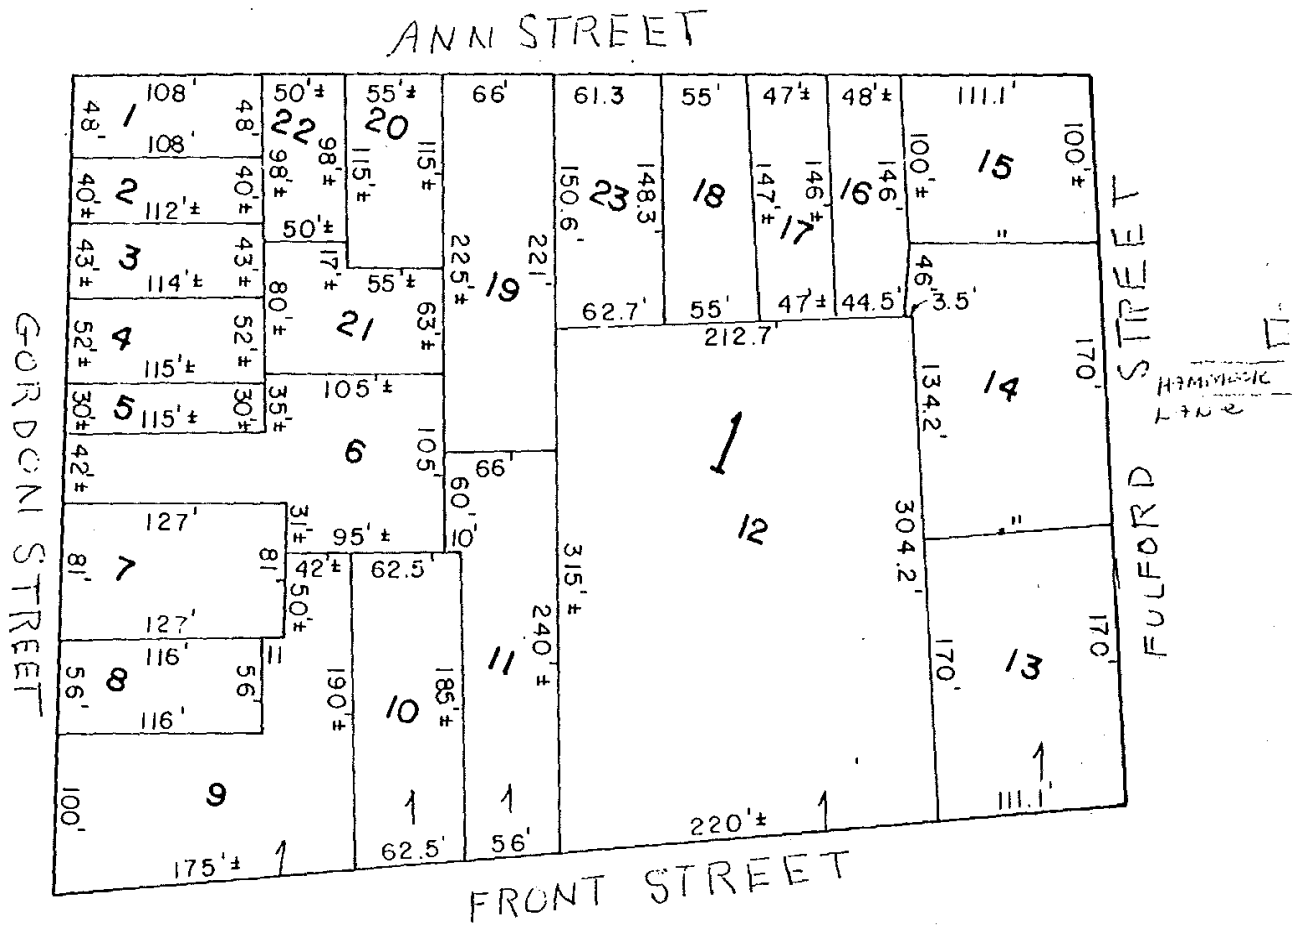 ANN STREET
108' 50'± 55'± 66' 61.3 55' 47'± 48'± 111.1'
48' 1 48' 22 20
108'
98'± 98'± 115'± 115'± 150.6' 23 148.3' 18 147'± 146'± 17 16 146' 100'± 15 100'±
40'± 2 40'±
112'±
50'±
43'± 3 43'±
114'±
17'± 55'± 225'± 19 221'
"
80'± 21 63'±
62.7' 55' 47'± 44.5' 46' 3.5'
212.7'
52'± 4 52'±
115'±
105'±
30'± 5 30'± 35'±
115'±
134.2' 14 170'
1
42'± 6 105'
66'
60'
127' 31'± 95'± 10'
12 304.2'
"
81' 7 81' 42'± 62.5' 315'±
50'±
127'
116' 11
56' 8 56' 190'± 10 185'± 11 240'± 170' 13 170'
116'
100' 9
1 1 1 1 1
175'± 62.5' 56' 220'± 111.1'
FRONT STREET
GORDON STREET
FULFORD STREET